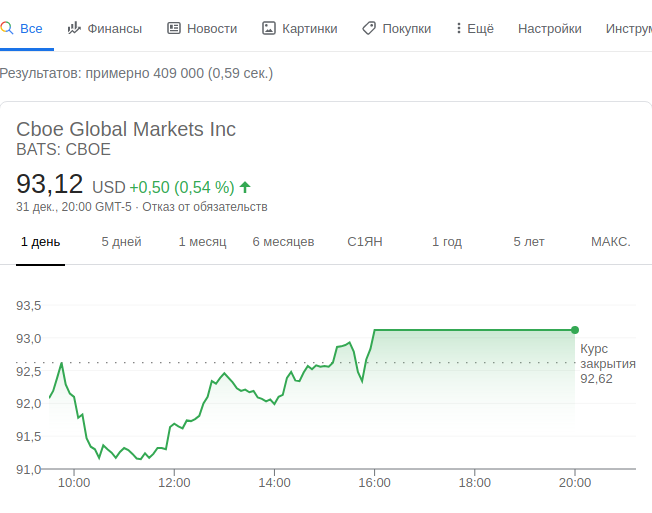 Все Финансы Новости Картинки Покупки Ещё Настройки Инструм
Результатов: примерно 409 000 (0,59 сек.)
Cboe Global Markets Inc
BATS: CBOE
93,12 USD +0,50 (0,54 %)
31 дек., 20:00 GMT-5 · Отказ от обязательств
1 день 5 дней 1 месяц 6 месяцев С1ЯН 1 год 5 лет МАКС.
93,5
93,0
Курс
закрытия
92,62
92,5
92,0
91,5
91,0
10:00 12:00 14:00 16:00 18:00 20:00